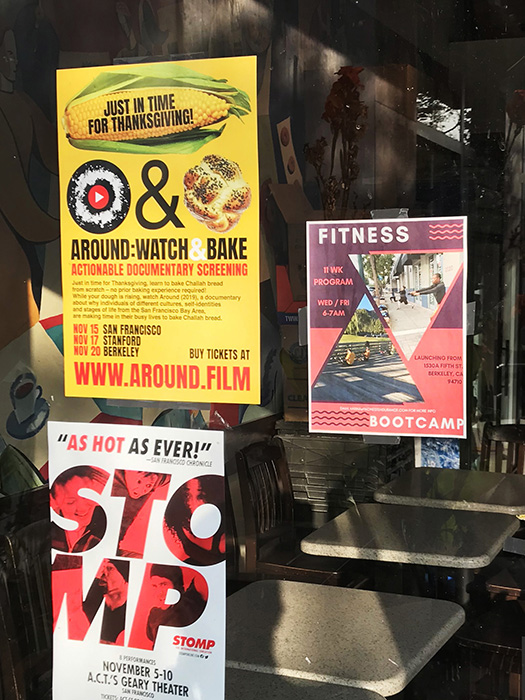 JUST IN TIME
FOR THANKSGIVING!
&
AROUND:WATCH&BAKE
ACTIONABLE DOCUMENTARY SCREENING
Just in time for Thanksgiving, learn to bake Challah bread
from scratch – no prior baking experience required!
While your dough is rising, watch Around (2019), a documentary
about why individuals of different cultures, self-identities
and stages of life from the San Francisco Bay Area,
are making time in their busy lives to bake Challah bread.
NOV 15 SAN FRANCISCO
NOV 17 STANFORD
NOV 20 BERKELEY
BUY TICKETS AT
WWW.AROUND.FILM
FITNESS
11 WK
PROGRAM
WED / FRI
6-7AM
LAUNCHING FROM
1230A FIFTH ST
BERKELEY, CA
94710
FOR MORE INFO
BOOTCAMP
"AS HOT AS EVER!"
—SAN FRANCISCO CHRONICLE
STO
MP
STOMP
8 PERFORMANCES
NOVEMBER 5-10
A.C.T.'S GEARY THEATER
SAN FRANCISCO